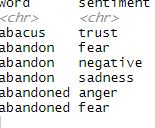 word sentiment
<chr> <chr>
abacus trust
abandon fear
abandon negative
abandon sadness
abandoned anger
abandoned fear